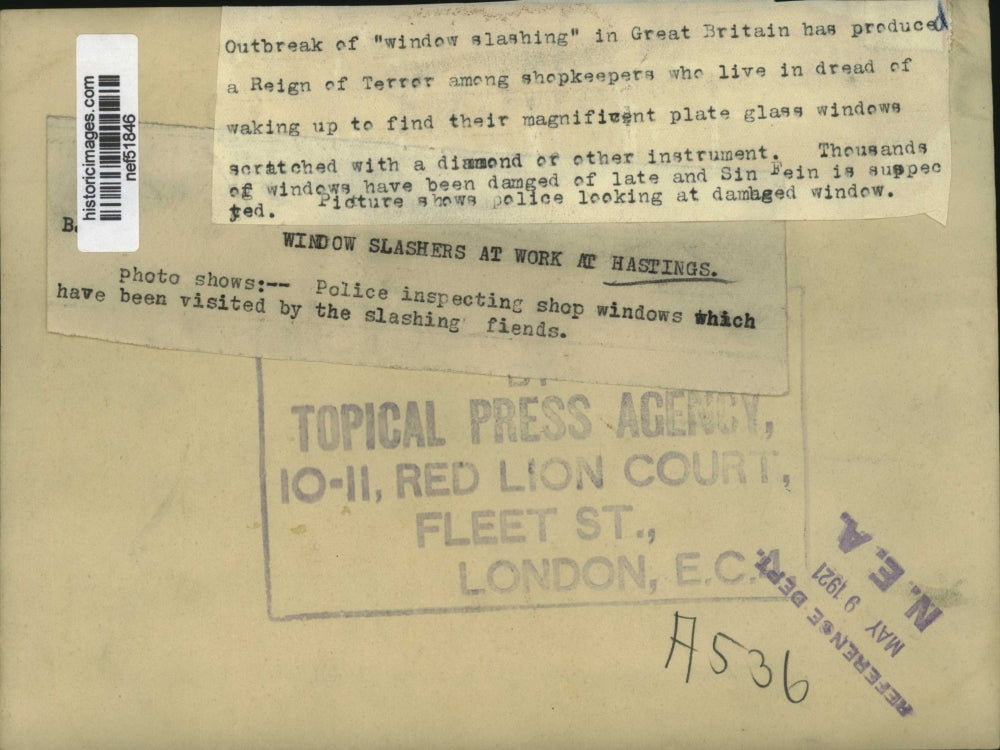 Outbreak of "window slashing" in Great Britain has produced
a Reign of Terror among shopkeepers who live in dread of
waking up to find their magnificent plate glass windows
scratched with a diamond or other instrument. Thousands
of windows have been damged of late and Sin Fein is suppec
ted. Picture shows police looking at damaged window.
historicimages.com
nef51846
B.
WINDOW SLASHERS AT WORK AT HASTINGS.
Photo shows:-- Police inspecting shop windows which
have been visited by the slashing fiends.
BY
TOPICAL PRESS AGENCY,
10-11, RED LION COURT,
FLEET ST.,
LONDON, E.C.4
N.E.A.
MAY 9 1921
REFERENCE DEPT.
A536